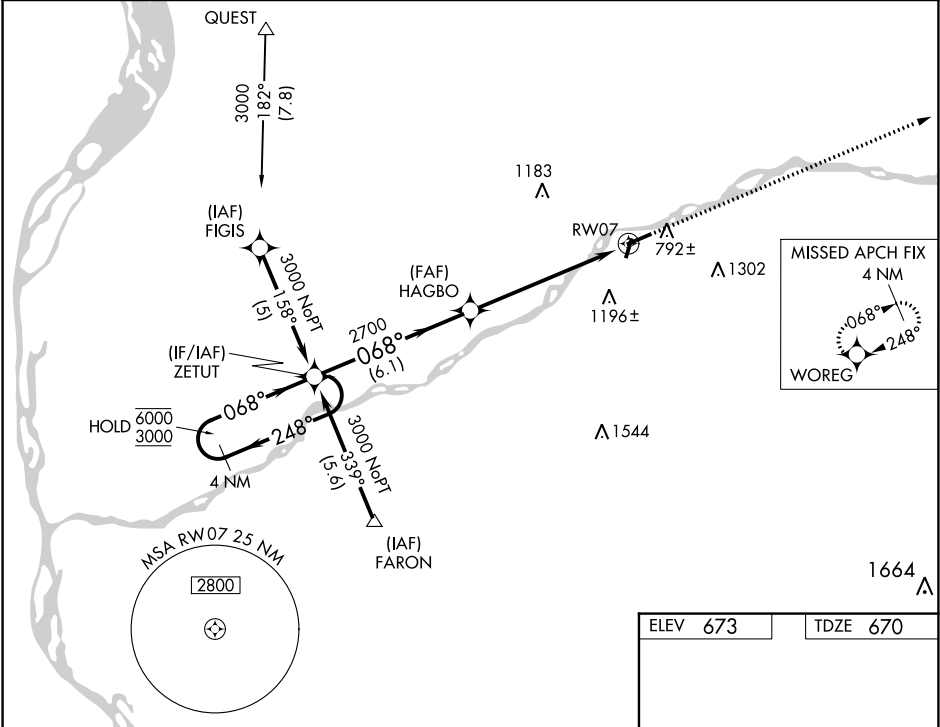 QUEST
3000
182°
(7.8)
1183
(IAF)
FIGIS
RW07
792±
1302
MISSED APCH FIX
4 NM
068°
248°
WOREG
3000 NoPT
158°
(5)
(FAF)
HAGBO
1196±
2700
068°
(6.1)
(IF/IAF)
ZETUT
HOLD 6000
3000
068°
248°
4 NM
3000 NoPT
339°
(5.6)
1544
(IAF)
FARON
MSA RW07 25 NM
2800
1664
ELEV 673
TDZE 670